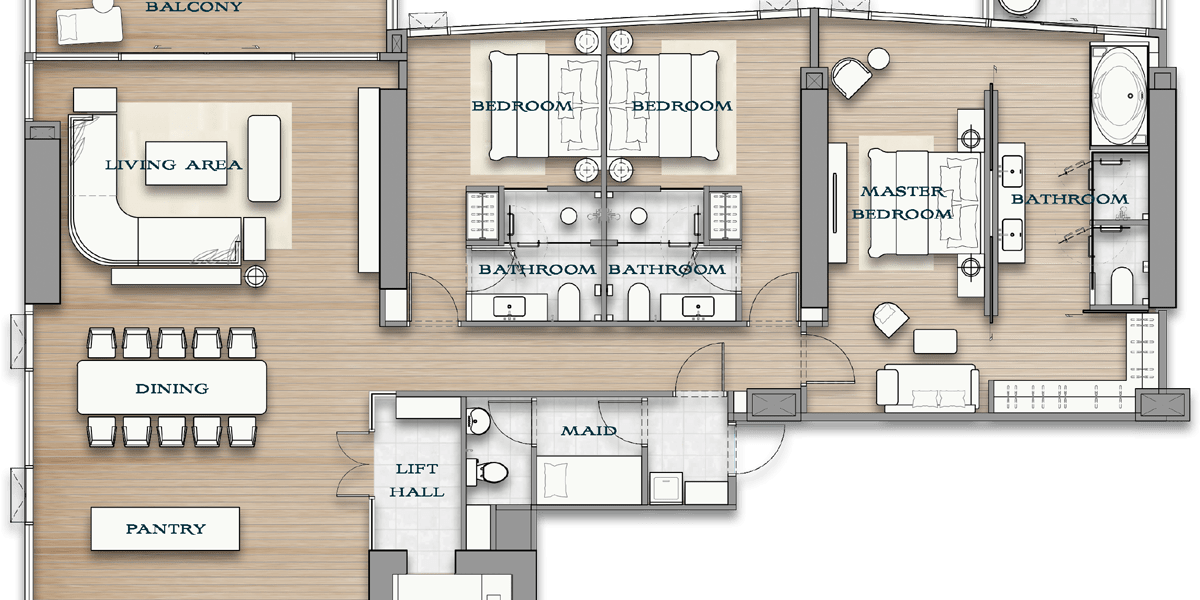 BALCONY
BEDROOM
BEDROOM
LIVING AREA
MASTER
BEDROOM
BATHROOM
BATHROOM
BATHROOM
DINING
MAID
LIFT
HALL
PANTRY